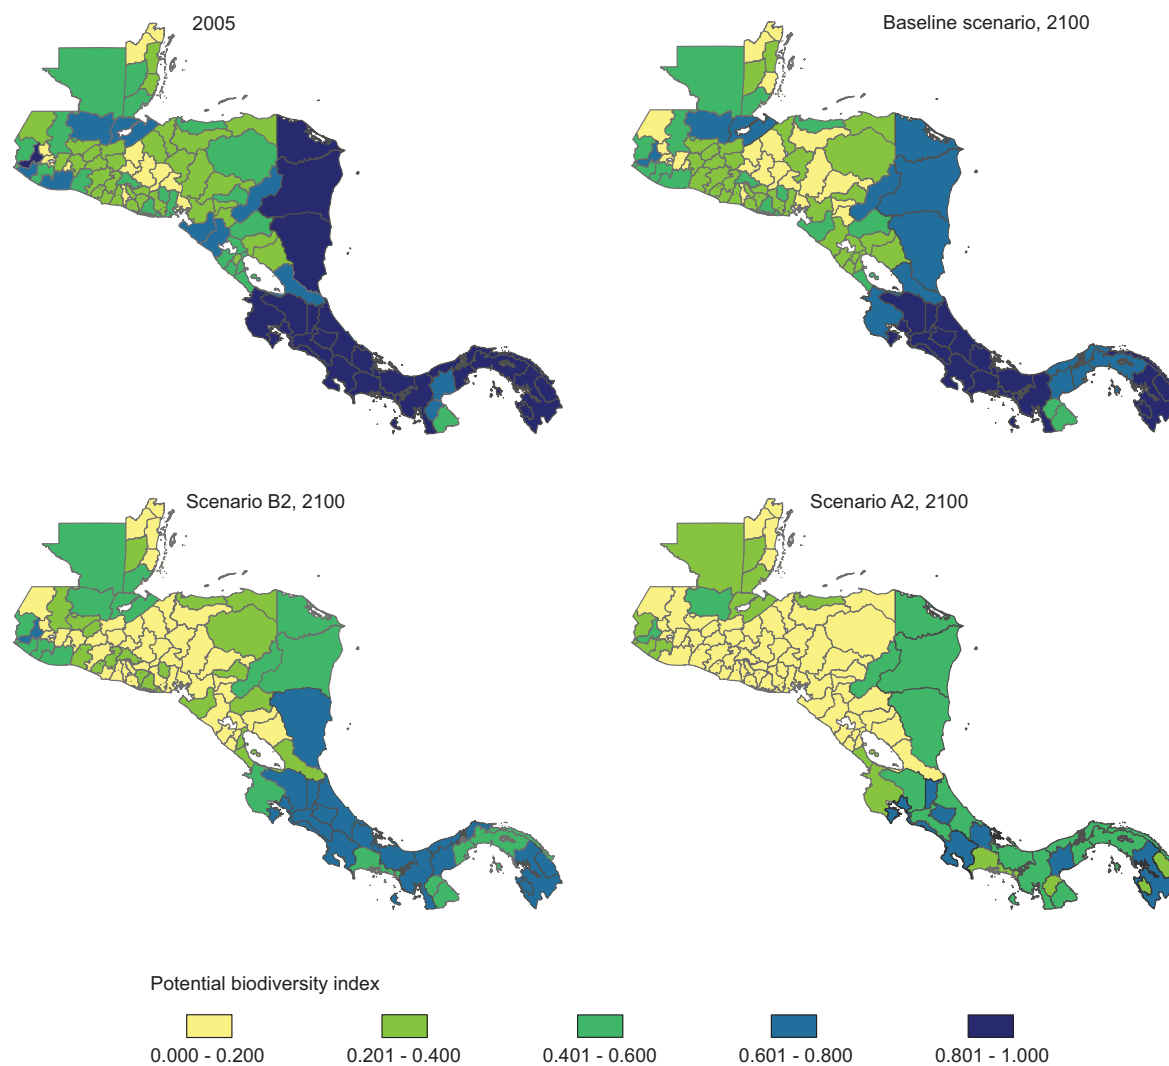 2005
Baseline scenario, 2100
Scenario B2, 2100
Scenario A2, 2100
Potential biodiversity index
0.000 - 0.200
0.201 - 0.400
0.401 - 0.600
0.601 - 0.800
0.801 - 1.000